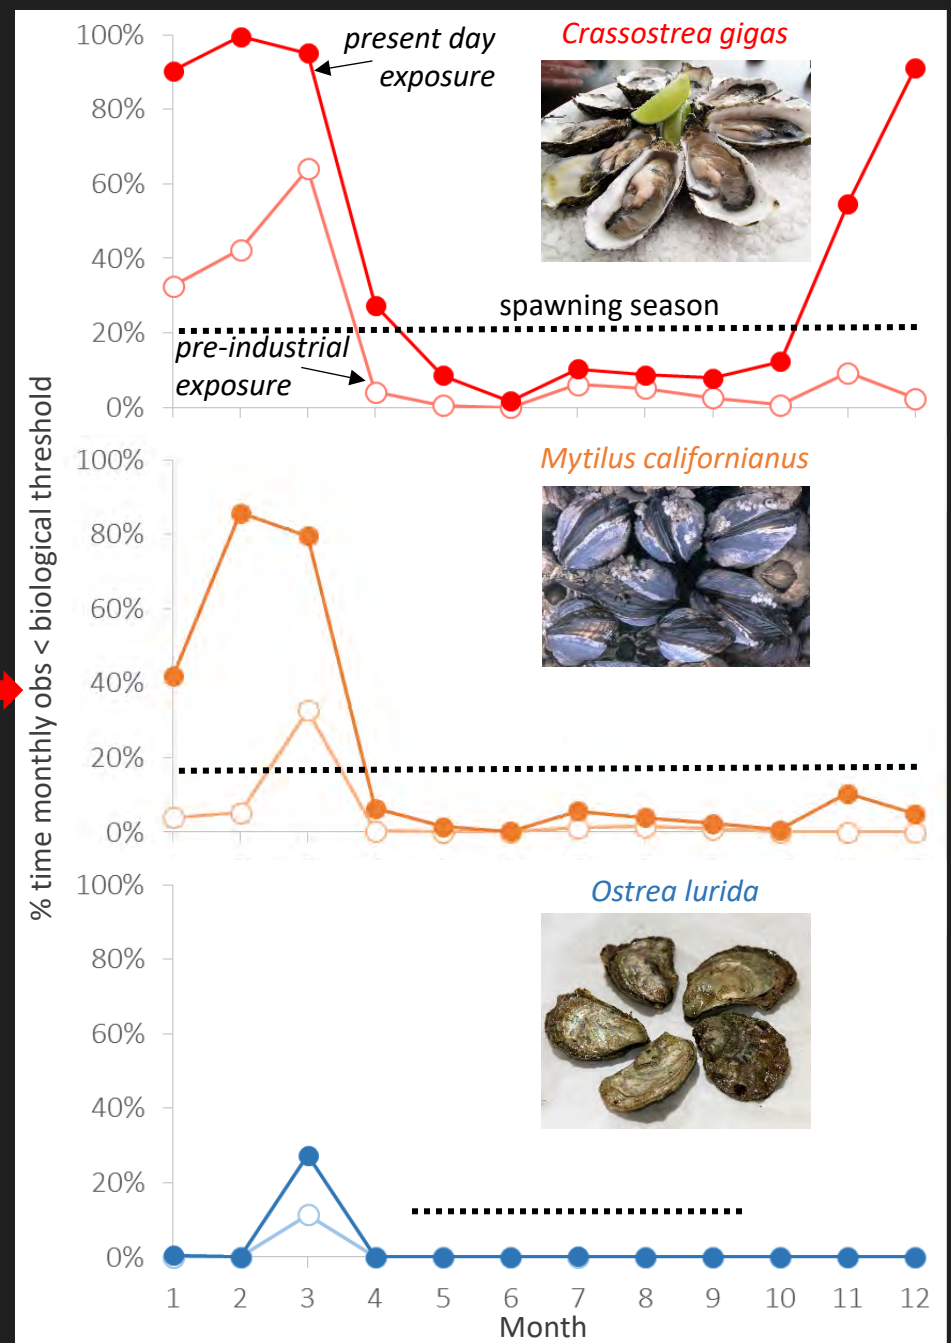 Crassostrea gigas
present day
exposure
100%
80%
60%
40%
20%
0%
spawning season
pre-industrial
exposure
% time monthly obs < biological threshold
Mytilus californianus
100%
80%
60%
40%
20%
0%
Ostrea lurida
100%
80%
60%
40%
20%
0%
1 2 3 4 5 6 7 8 9 10 11 12
Month